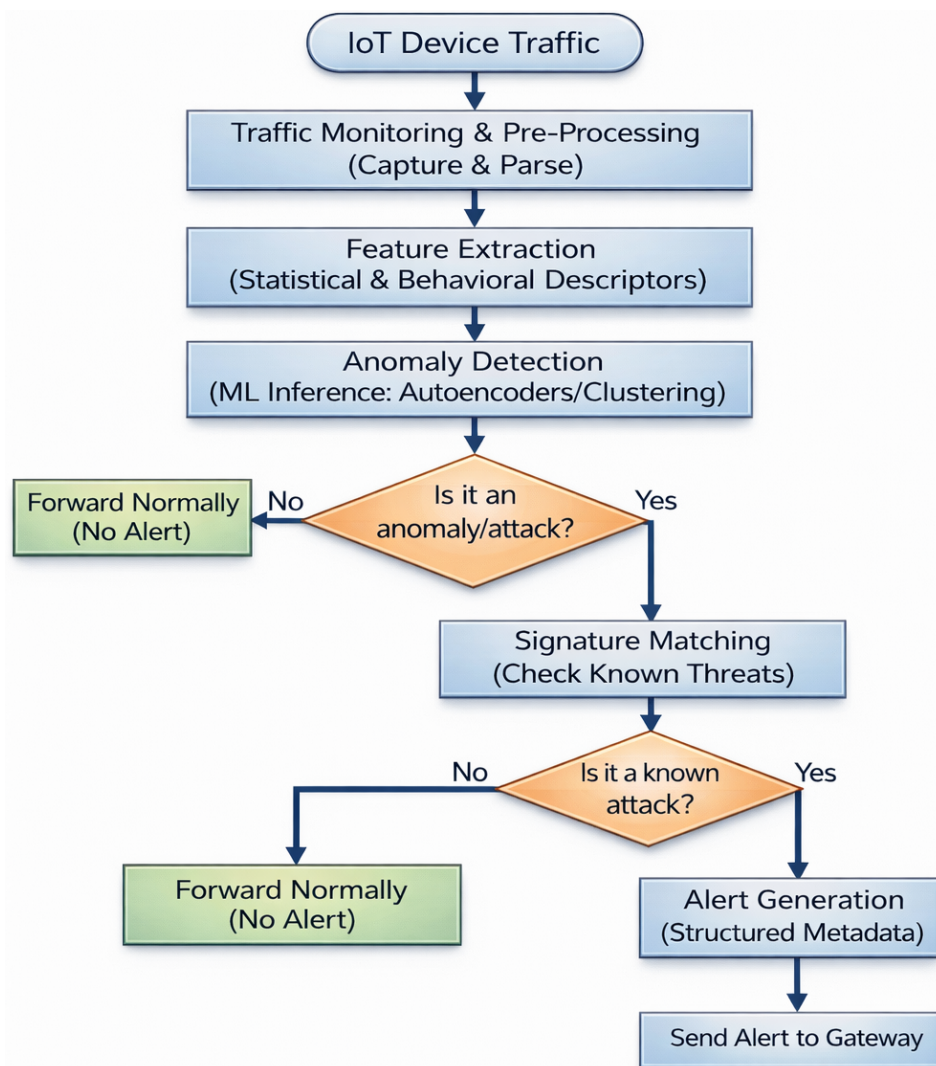 IoT Device Traffic
Traffic Monitoring & Pre-Processing
(Capture & Parse)
Feature Extraction
(Statistical & Behavioral Descriptors)
Anomaly Detection
(ML Inference: Autoencoders/Clustering)
Is it an
anomaly/attack?
No
Yes
Forward Normally
(No Alert)
Signature Matching
(Check Known Threats)
Is it a known
attack?
No
Yes
Forward Normally
(No Alert)
Alert Generation
(Structured Metadata)
Send Alert to Gateway